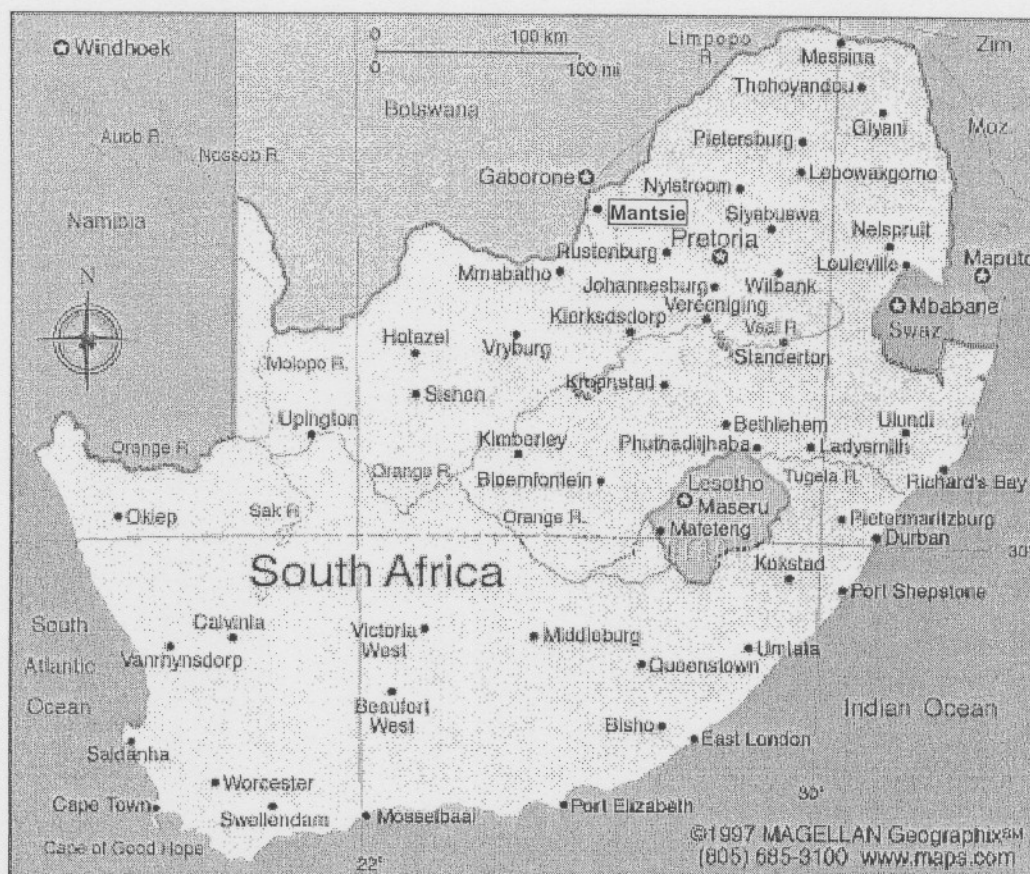 Windhoek
0 100 km
0 100 mi
Limpopo
R.
Zim
Messina
Thohoyandou
Botswana
Auob R.
Nossob R.
Giyani
Moz.
Pietersburg
Gaborone
Lebowakgomo
Nylstroom
Namibia
Mantsie
Siyabuswa
Nelspruit
Rustenburg
Pretoria
Maputo
Mmabatho
Louieville
N
Johannesburg
Wilbank
Mbabane
Vereeniging
Swaz.
Klerksdsdorp
Vaal R.
Hotazel
Vryburg
Standerton
Molopo R.
Sishen
Kroonstad
Upington
Bethlehem
Ulundi
Orange R.
Kimberley
Phuthaditjhaba
Ladysmith
Orange R.
Bloemfontein
Lesotho
Tugela R.
Richard's Bay
Maseru
Okiep
Sak R.
Orange R.
Mafeteng
Pietermaritzburg
Durban
30°
South Africa
Kokstad
Port Shepstone
South
Atlantic
Ocean
Calvinia
Victoria
West
Middleburg
Vanrhynsdorp
Umtata
Queenstown
Beaufort
West
Indian Ocean
Bisho
East London
Saldanha
Worcester
Cape Town
Swellendam
Mosselbaai
Port Elizabeth
30°
Cape of Good Hope
22°
©1997 MAGELLAN Geographix℠
(805) 685-3100 www.maps.com